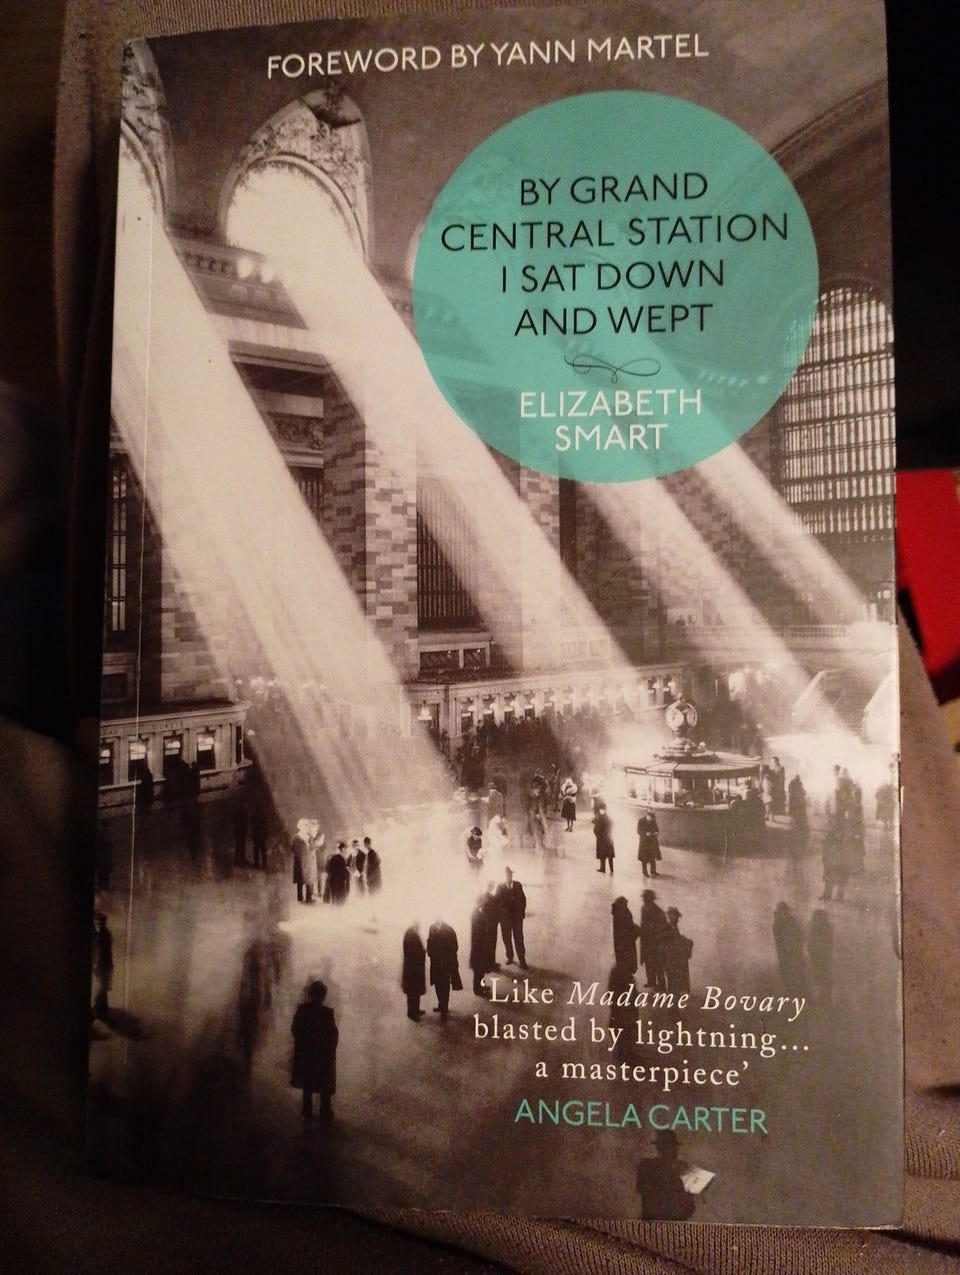 FOREWORD BY YANN MARTEL
BY GRAND
CENTRAL STATION
I SAT DOWN
AND WEPT
ELIZABETH
SMART
‘Like Madame Bovary
blasted by lightning...
a masterpiece’
ANGELA CARTER